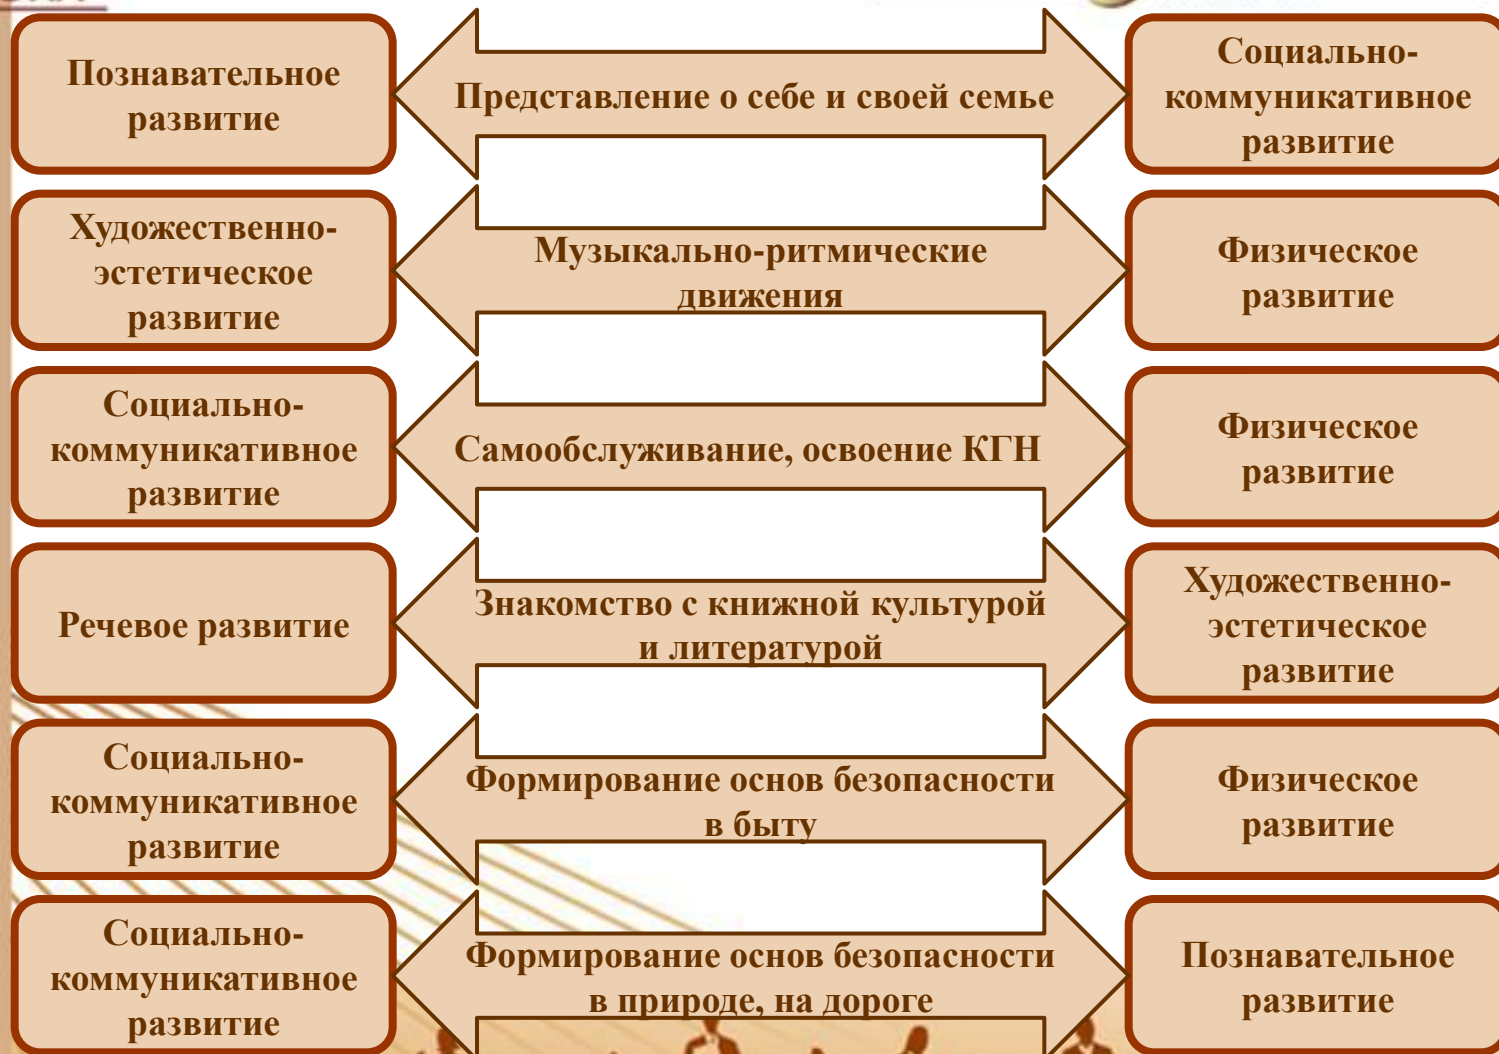 Познавательное
развитие
Представление о себе и своей семье
Социально-
коммуникативное
развитие
Художественно-
эстетическое
развитие
Музыкально-ритмические
движения
Физическое
развитие
Социально-
коммуникативное
развитие
Самообслуживание, освоение КГН
Физическое
развитие
Речевое развитие
Знакомство с книжной культурой
и литературой
Художественно-
эстетическое
развитие
Социально-
коммуникативное
развитие
Формирование основ безопасности
в быту
Физическое
развитие
Социально-
коммуникативное
развитие
Формирование основ безопасности
в природе, на дороге
Познавательное
развитие